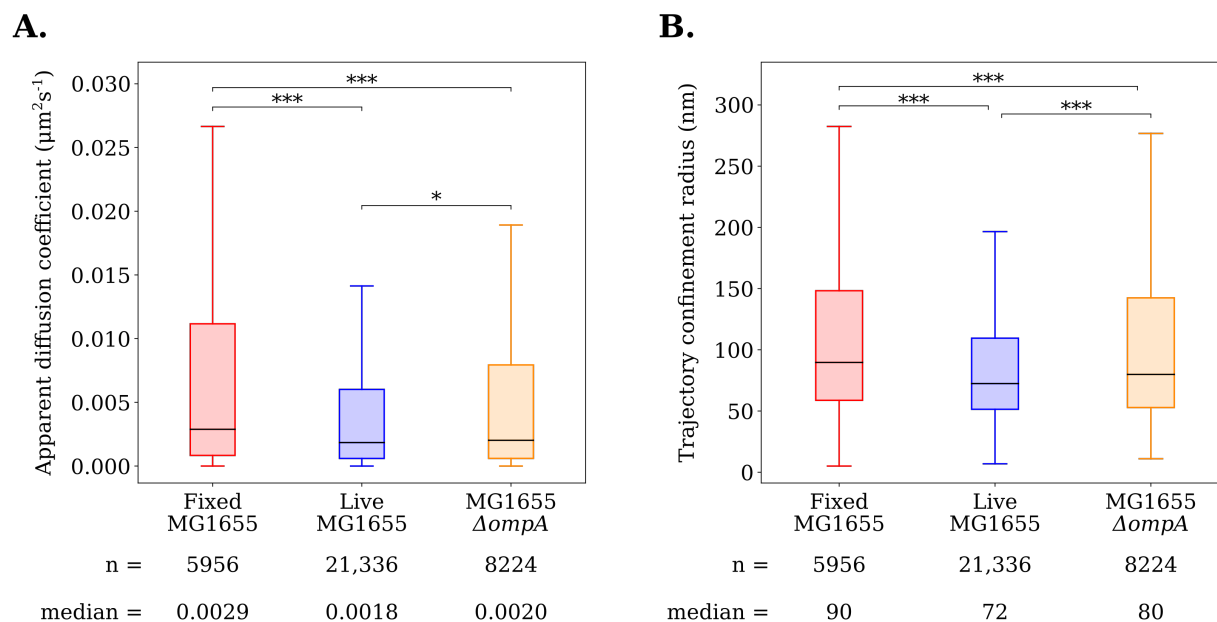 A.
Apparent diffusion coefficient (μm²s⁻¹)
0.030
0.025
0.020
0.015
0.010
0.005
0.000
***
***
*
Fixed MG1655
Live MG1655
MG1655 ΔompA
n = 5956 21,336 8224
median = 0.0029 0.0018 0.0020
B.
Trajectory confinement radius (nm)
300
250
200
150
100
50
0
***
***
***
Fixed MG1655
Live MG1655
MG1655 ΔompA
n = 5956 21,336 8224
median = 90 72 80